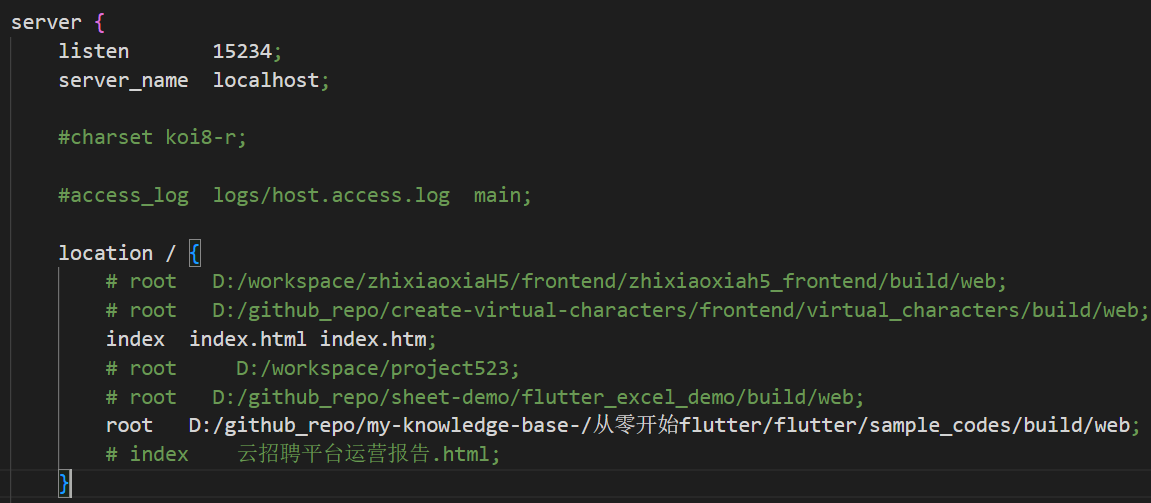 server {
    listen       15234;
    server_name  localhost;
    #charset koi8-r;
    #access_log  logs/host.access.log  main;
    location / {
        # root   D:/workspace/zhixiaoxiaH5/frontend/zhixiaoxiah5_frontend/build/web;
        # root   D:/github_repo/create-virtual-characters/frontend/virtual_characters/build/web;
        index  index.html index.htm;
        # root     D:/workspace/project523;
        # root   D:/github_repo/sheet-demo/flutter_excel_demo/build/web;
        root   D:/github_repo/my-knowledge-base-/从零开始flutter/flutter/sample_codes/build/web;
        # index    云招聘平台运营报告.html;
    }